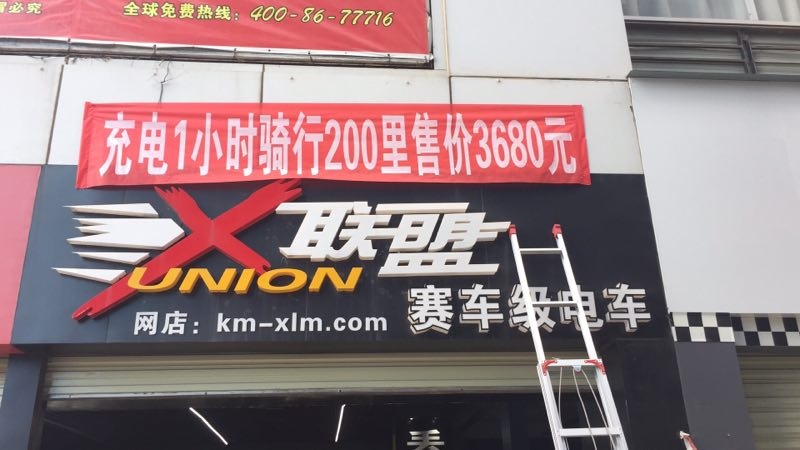 必究
全球免费热线：400-86-77716
充电1小时骑行200里售价3680元
X联盟
UNION
赛车级电车
网店：km-xlm.com